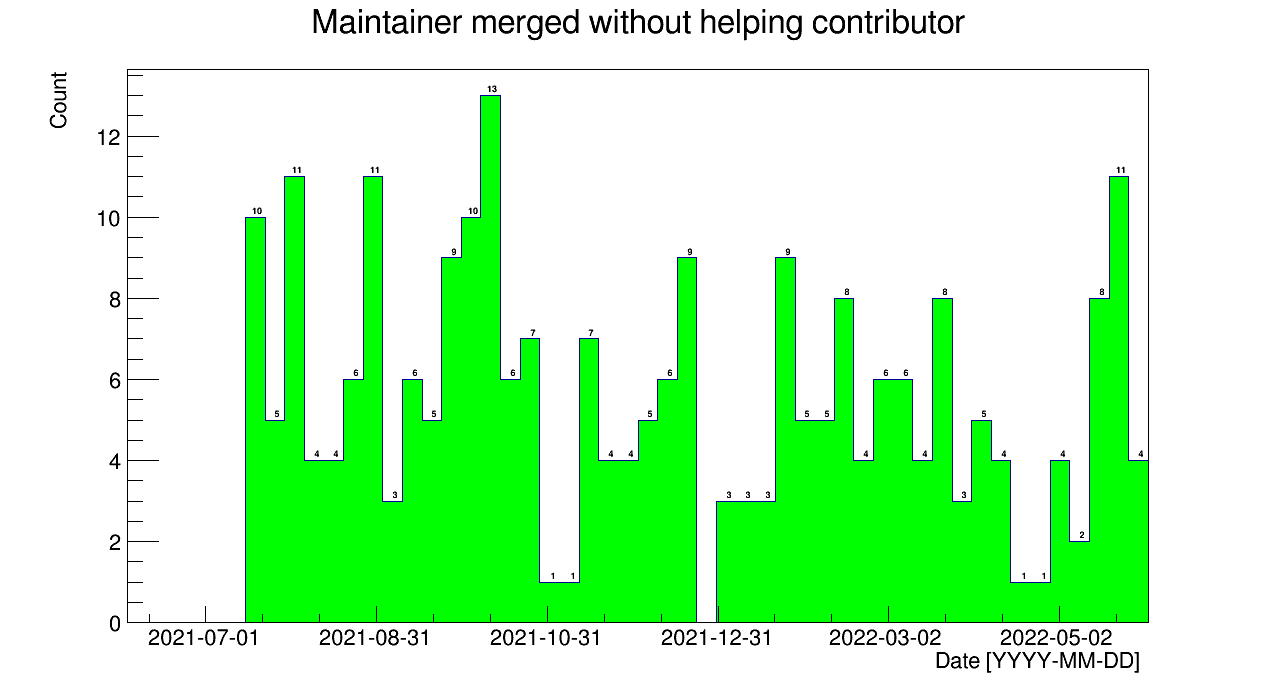 Maintainer merged without helping contributor
Count
12
10
8
6
4
2
0
10 5 11 4 4 6 11 3 6 5 9 10 13 6 7 1 1 7 4 4 5 6 9 3 3 3 9 5 5 8 4 6 6 4 8 3 5 4 1 1 4 2 8 11 4
2021-07-01 2021-08-31 2021-10-31 2021-12-31 2022-03-02 2022-05-02
Date [YYYY-MM-DD]